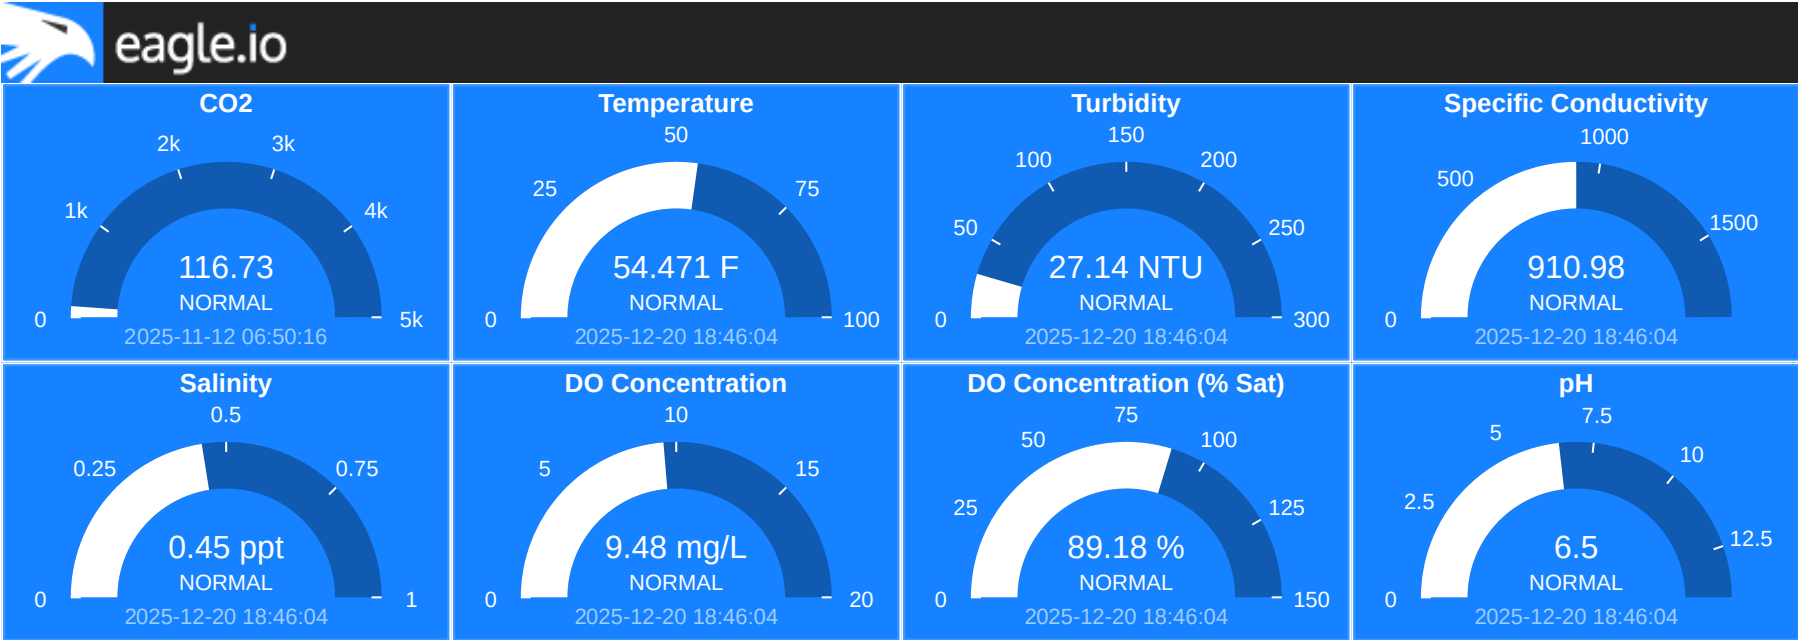 eagle.io
CO2
0
1k
2k
3k
4k
5k
116.73
NORMAL
2025-11-12 06:50:16
Temperature
0
25
50
75
100
54.471 F
NORMAL
2025-12-20 18:46:04
Turbidity
0
50
100
150
200
250
300
27.14 NTU
NORMAL
2025-12-20 18:46:04
Specific Conductivity
0
500
1000
1500
910.98
NORMAL
2025-12-20 18:46:04
Salinity
0
0.25
0.5
0.75
1
0.45 ppt
NORMAL
2025-12-20 18:46:04
DO Concentration
0
5
10
15
20
9.48 mg/L
NORMAL
2025-12-20 18:46:04
DO Concentration (% Sat)
0
25
50
75
100
125
150
89.18 %
NORMAL
2025-12-20 18:46:04
pH
0
2.5
5
7.5
10
12.5
6.5
NORMAL
2025-12-20 18:46:04